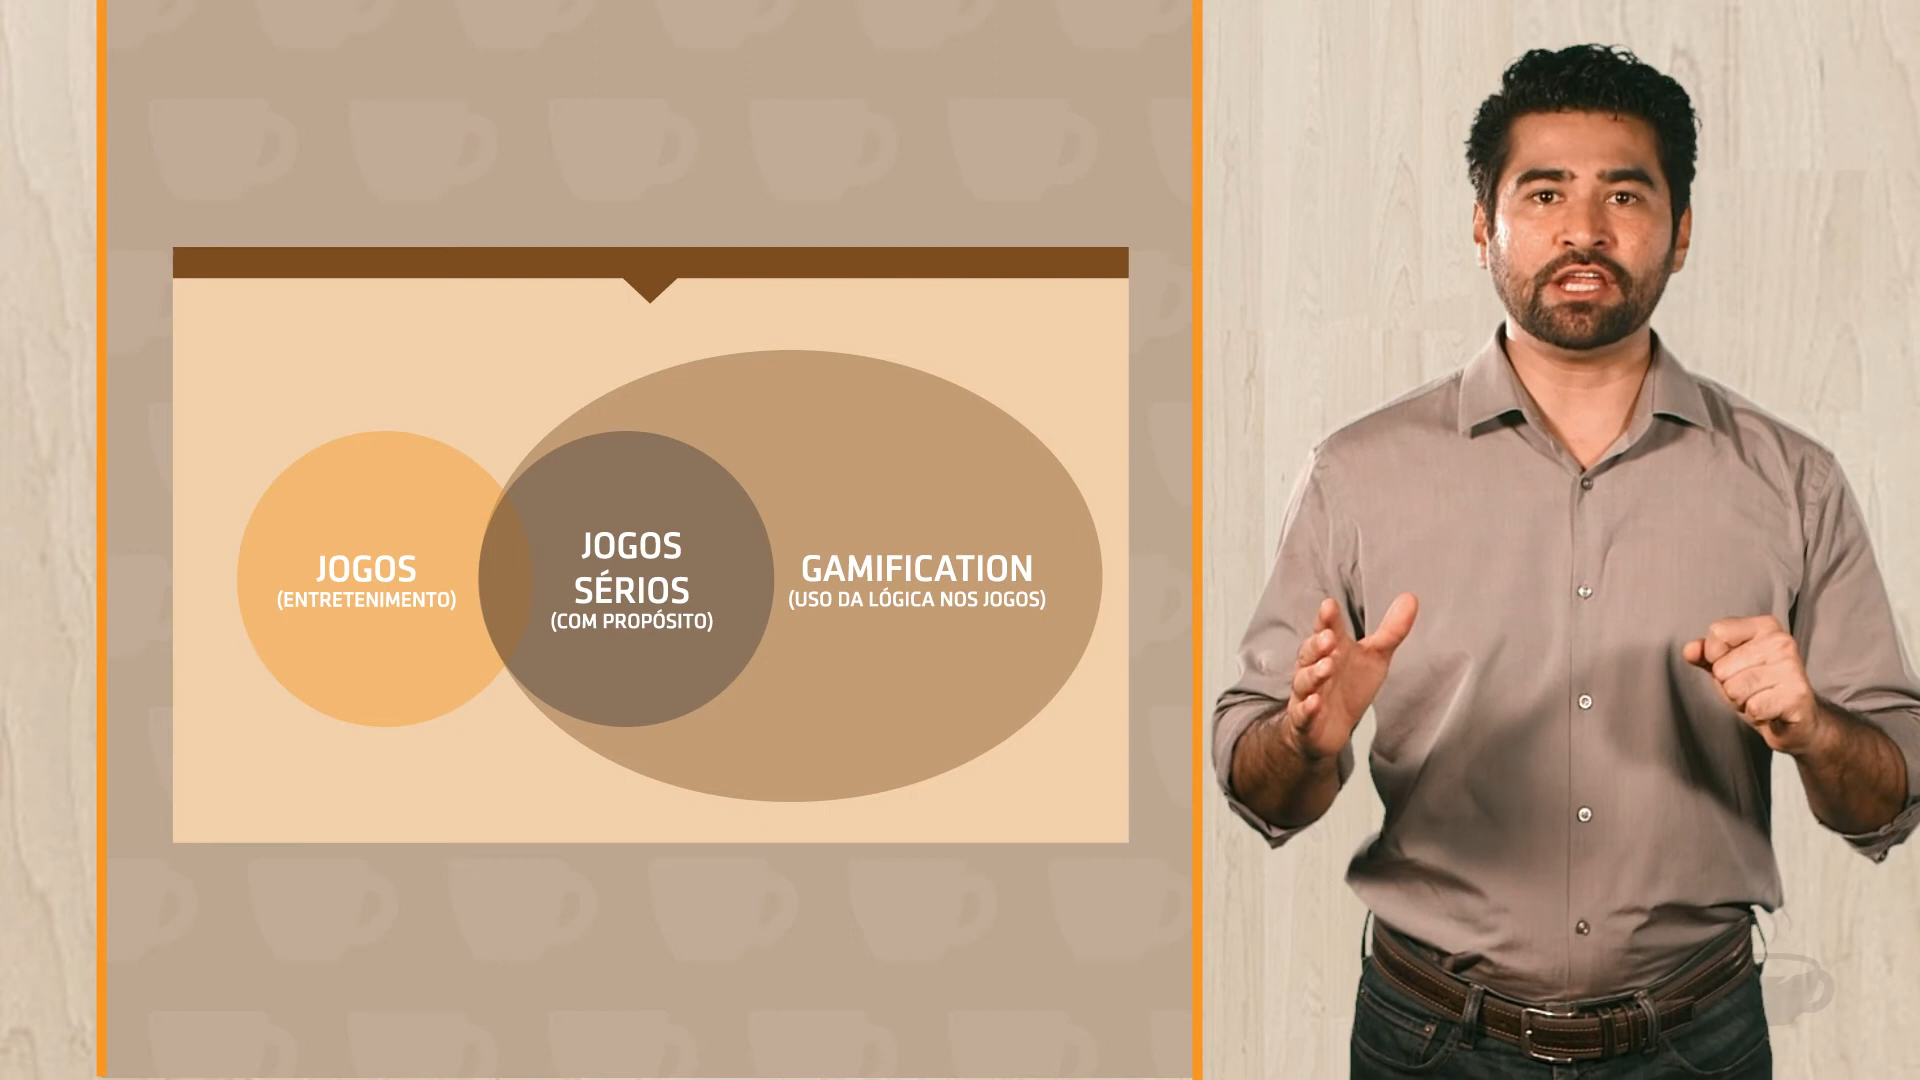 JOGOS
(ENTRETENIMENTO)
JOGOS
SÉRIOS
(COM PROPÓSITO)
GAMIFICATION
(USO DA LÓGICA NOS JOGOS)